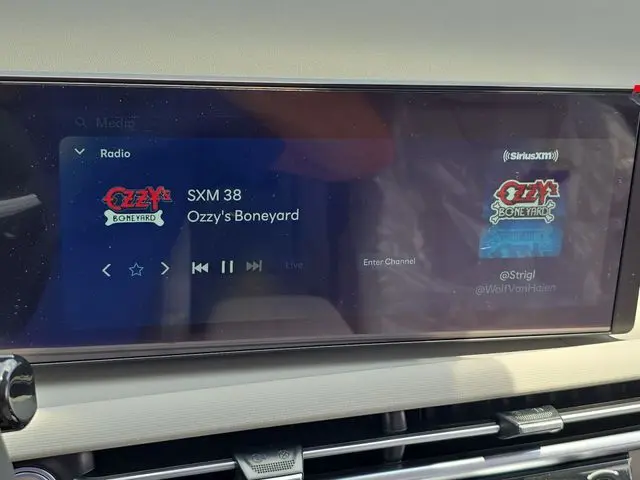 Media
Radio
SiriusXM
OZZY's
BONEYARD
SXM 38
Ozzy's Boneyard
OZZY's
BONEYARD
Live
Enter Channel
@Strigl
@WolfVanHalen